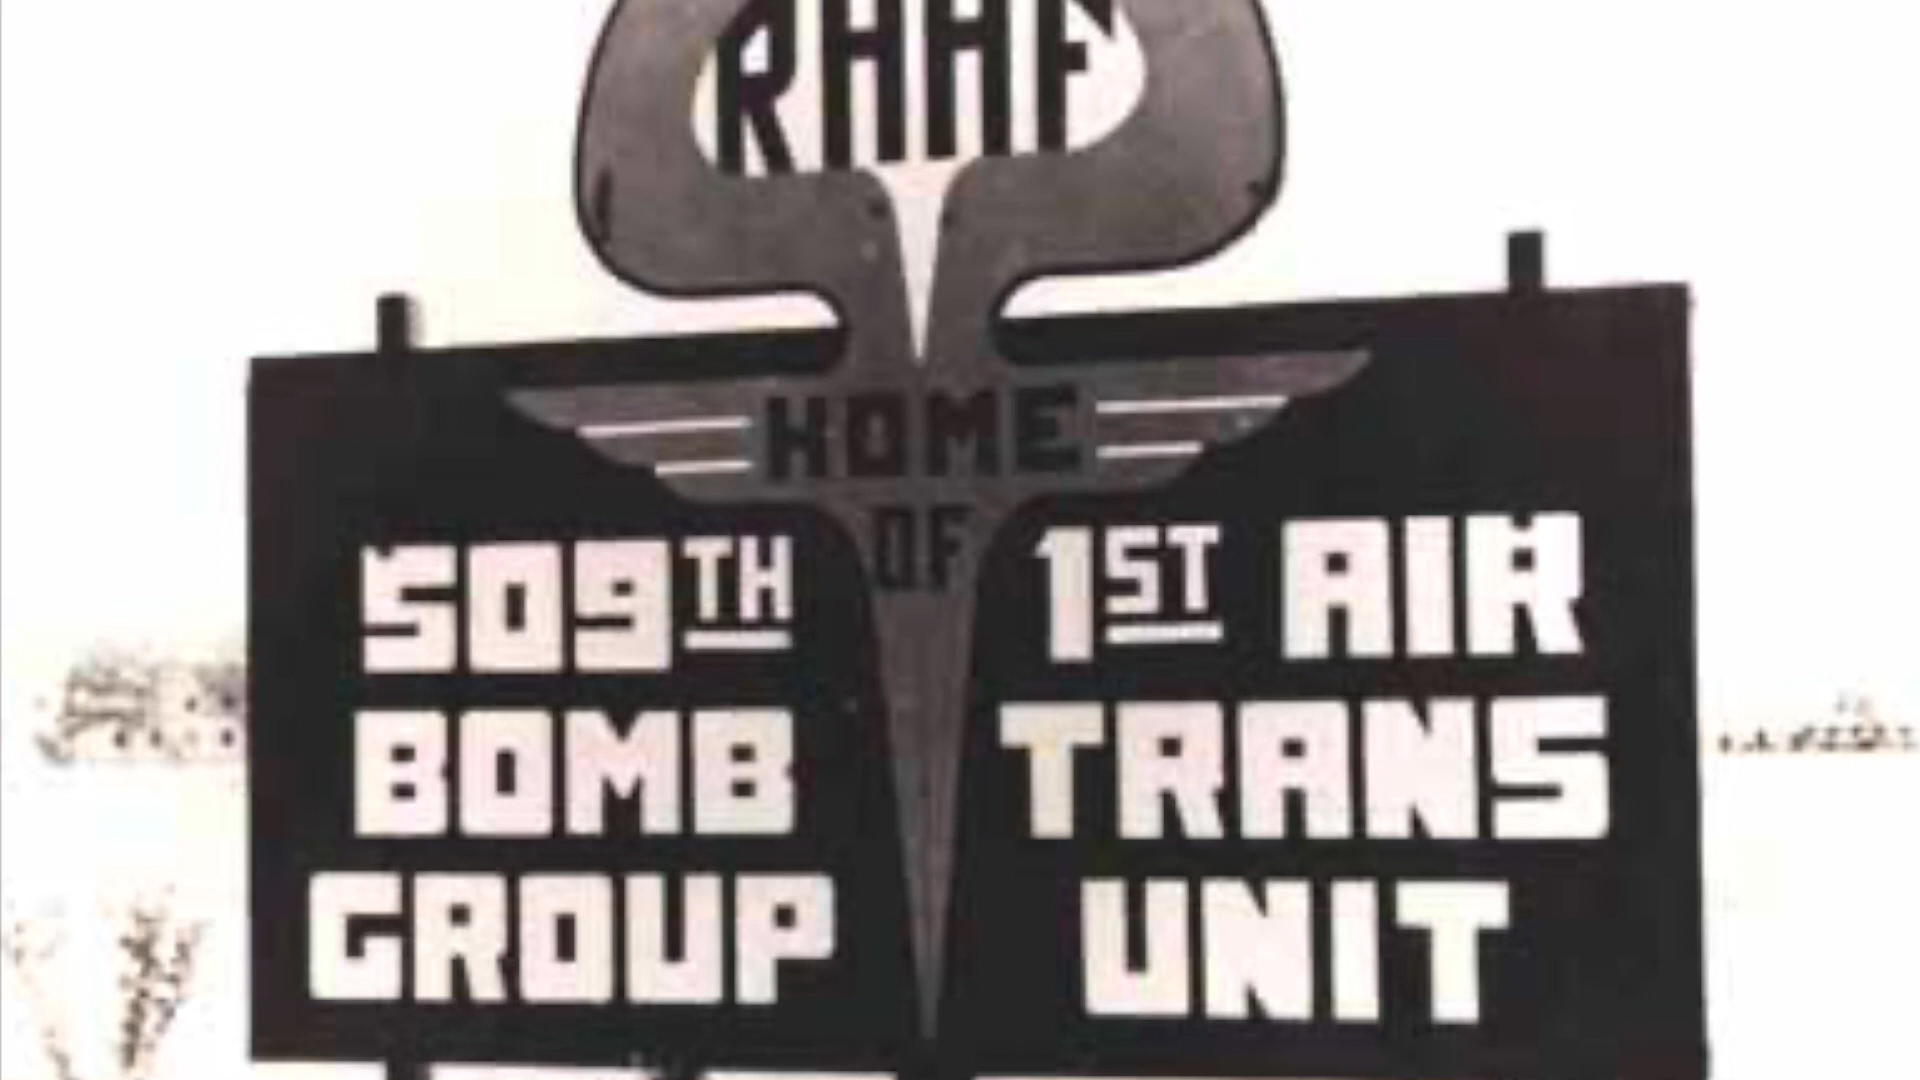 RAAF
HOME
OF
509TH
BOMB
GROUP
1ST AIR
TRANS
UNIT